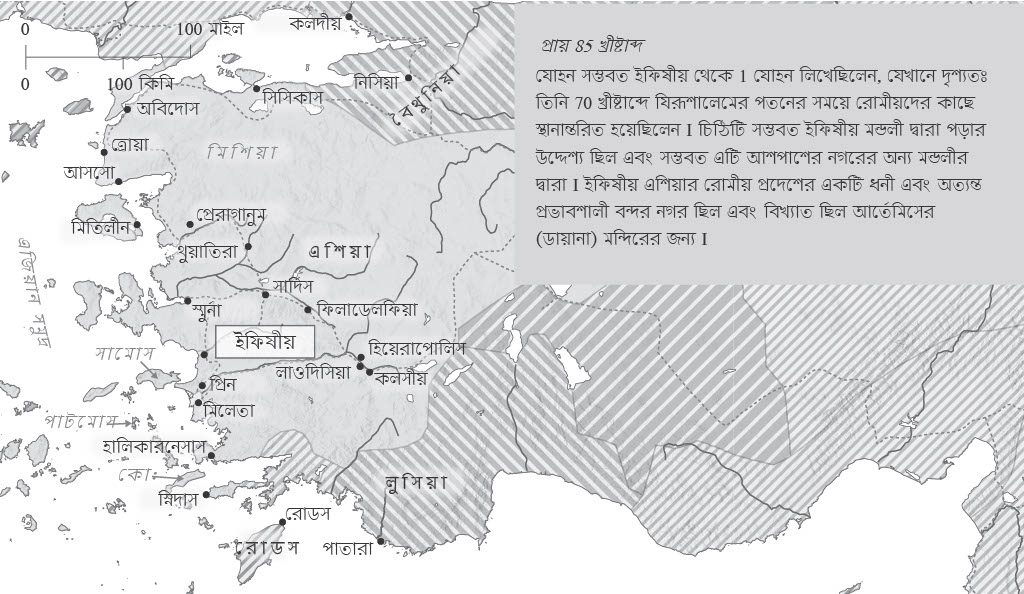 0 100 মাইল
0 100 কিমি
কলদীয়
নিসিয়া
বৈথুনিয়া
সিসিকাস
অবিদোস
ত্রোয়া
মিশিয়া
আসসো
মিতিলীন
প্রেরাগানুম
থুয়াতিরা
এশিয়া
এজিয়ান সমুদ্র
সার্দিস
স্মুর্না
ফিলাডেলফিয়া
ইফিষীয়
হিয়েরাপোলিস
সামোস
লাওদিসিয়া
কলসীয়
প্রিন
মিলেতা
পাটমোস
হালিকারনেসাস
কো
স্নিদাস
লুসিয়া
রোডস
রোডস
পাতারা
প্রায় 85 খ্রীষ্টাব্দ
যোহন সম্ভবত ইফিষীয় থেকে 1 যোহন লিখেছিলেন, যেখানে দৃশ্যতঃ
তিনি 70 খ্রীষ্টাব্দে যিরূশালেমের পতনের সময়ে রোমীয়দের কাছে
স্থানান্তরিত হয়েছিলেন I চিঠিটি সম্ভবত ইফিষীয় মন্ডলী দ্বারা পড়ার
উদ্দেশ্য ছিল এবং সম্ভবত এটি আশপাশের নগরের অন্য মন্ডলীর
দ্বারা I ইফিষীয় এশিয়ার রোমীয় প্রদেশের একটি ধনী এবং অত্যন্ত
প্রভাবশালী বন্দর নগর ছিল এবং বিখ্যাত ছিল আর্তেমিসের
(ডায়ানা) মন্দিরের জন্য I